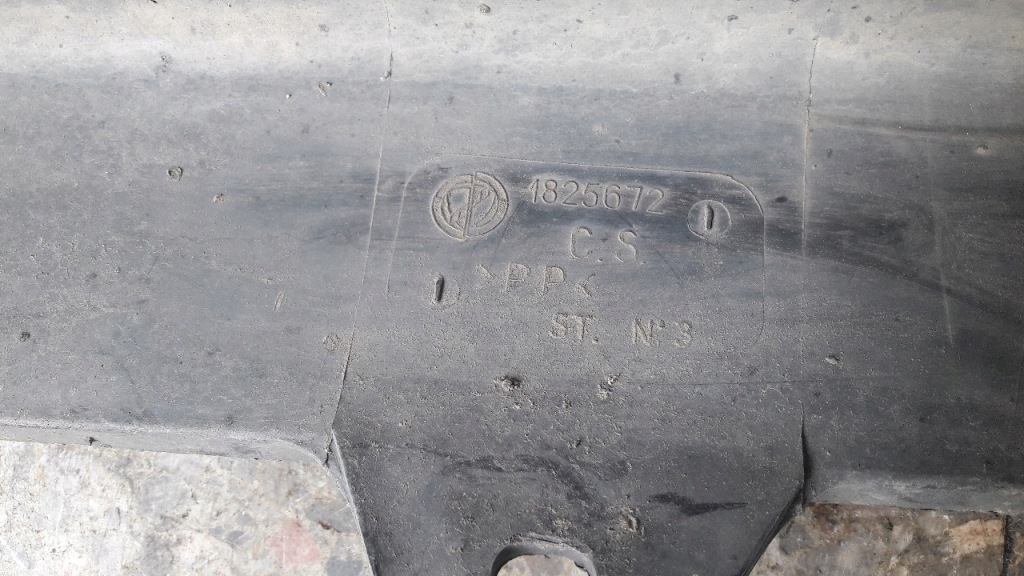 1825672
C.S
>PP<
ST. N° 3